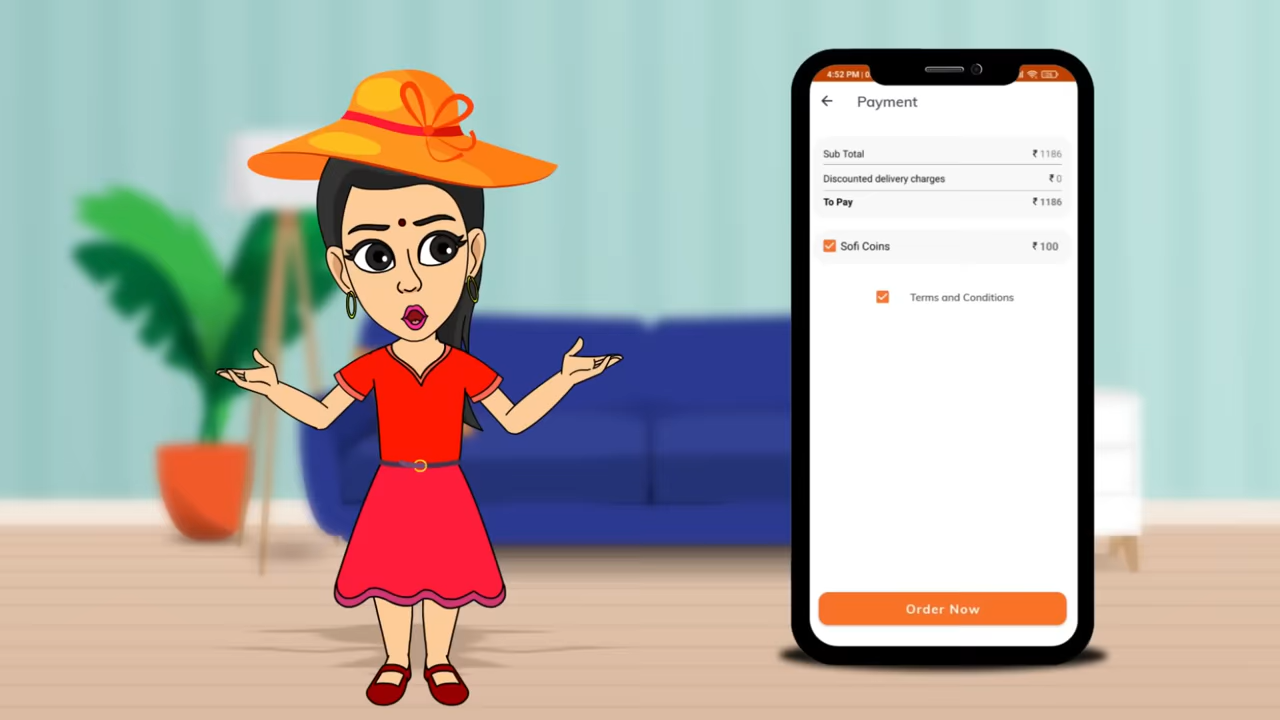 4:52 PM | 0
Payment
Sub Total ₹ 1186
Discounted delivery charges ₹ 0
To Pay ₹ 1186
Sofi Coins ₹ 100
Terms and Conditions
Order Now